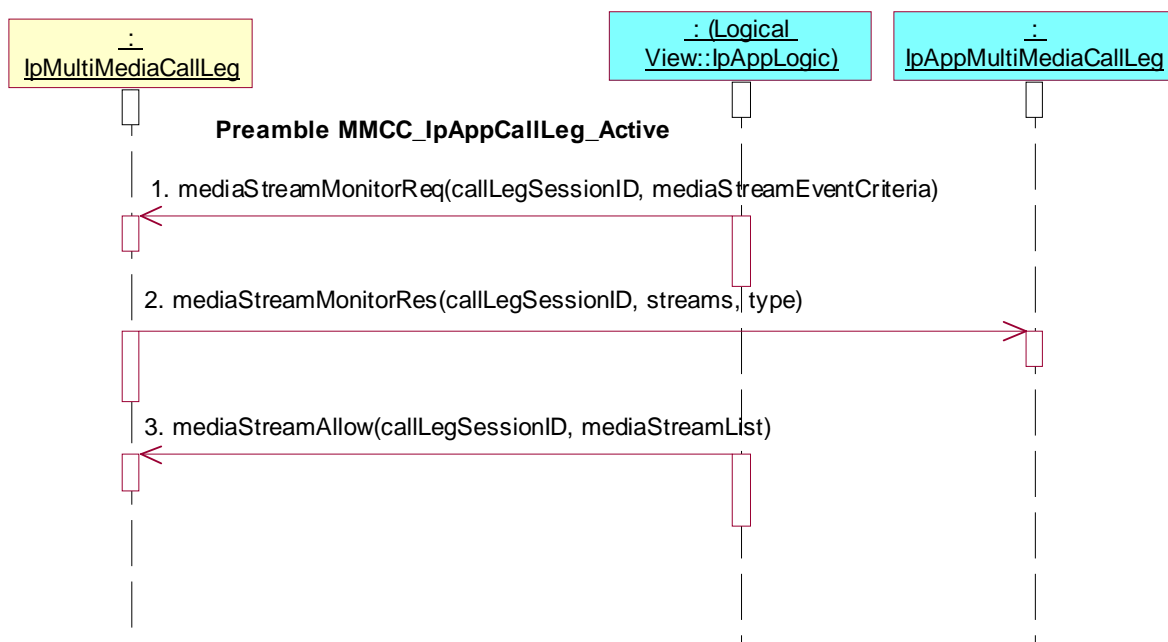 :
IpMultiMediaCallLeg
: (Logical
View::IpAppLogic)
:
IpAppMultiMediaCallLeg
Preamble MMCC_IpAppCallLeg_Active
1. mediaStreamMonitorReq(callLegSessionID, mediaStreamEventCriteria)
2. mediaStreamMonitorRes(callLegSessionID, streams, type)
3. mediaStreamAllow(callLegSessionID, mediaStreamList)